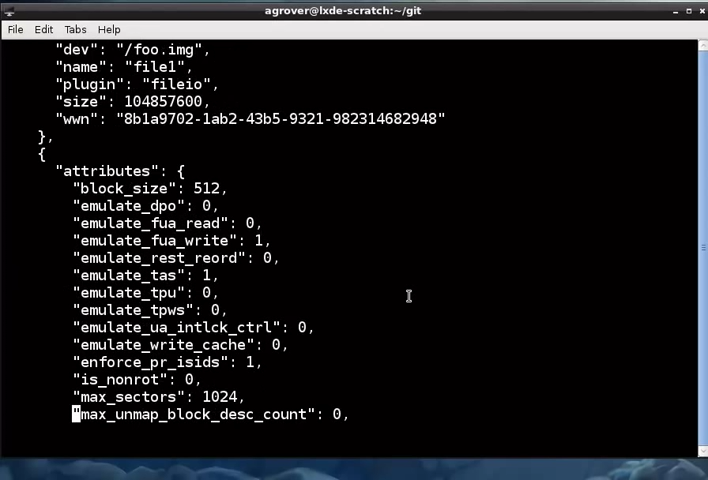 agrover@lxde-scratch:~/git
File Edit Tabs Help
"dev": "/foo.img",
"name": "file1",
"plugin": "fileio",
"size": 104857600,
"wwn": "8b1a9702-1ab2-43b5-9321-982314682948"
},
{
"attributes": {
"block_size": 512,
"emulate_dpo": 0,
"emulate_fua_read": 0,
"emulate_fua_write": 1,
"emulate_rest_reord": 0,
"emulate_tas": 1,
"emulate_tpu": 0,
"emulate_tpws": 0,
"emulate_ua_intlck_ctrl": 0,
"emulate_write_cache": 0,
"enforce_pr_isids": 1,
"is_nonrot": 0,
"max_sectors": 1024,
"max_unmap_block_desc_count": 0,